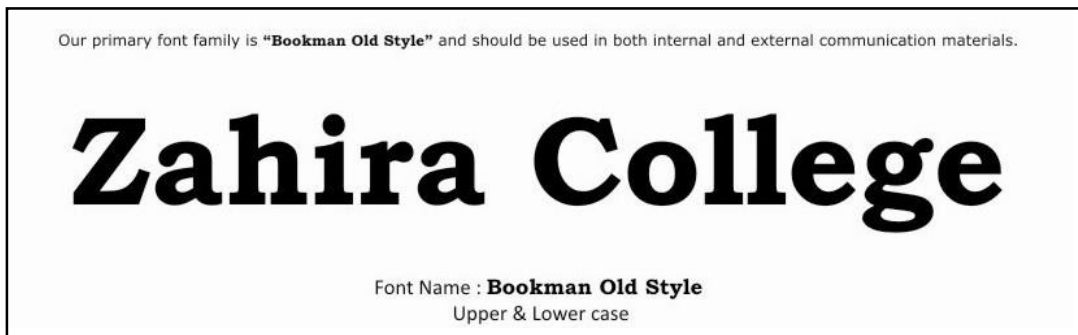 Our primary font family is “Bookman Old Style” and should be used in both internal and external communication materials.
Zahira College
Font Name : Bookman Old Style
Upper & Lower case